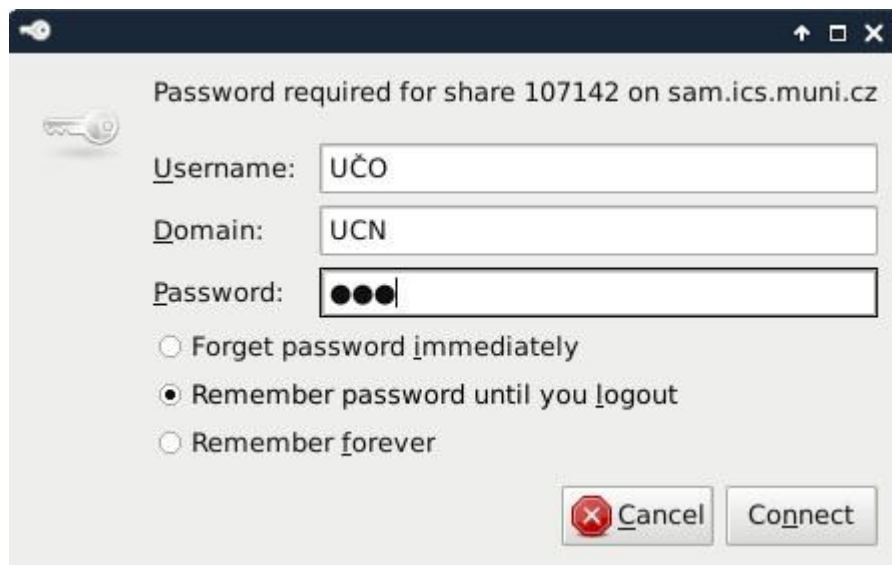 Password required for share 107142 on sam.ics.muni.cz
Username: UČO
Domain: UCN
Password: ●●●
Forget password immediately
Remember password until you logout
Remember forever
Cancel Connect